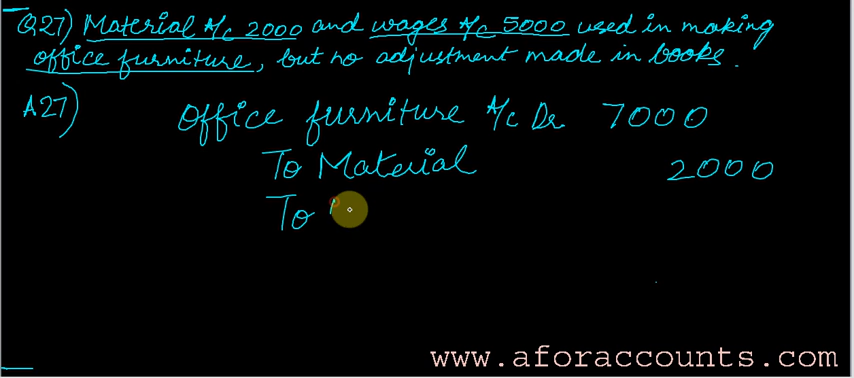 Q27) Material A/c 2000 and wages A/c 5000 used in making
office furniture, but no adjustment made in books.
A27) Office furniture A/c Dr. 7000
To Material 2000
To
www.aforaccounts.com